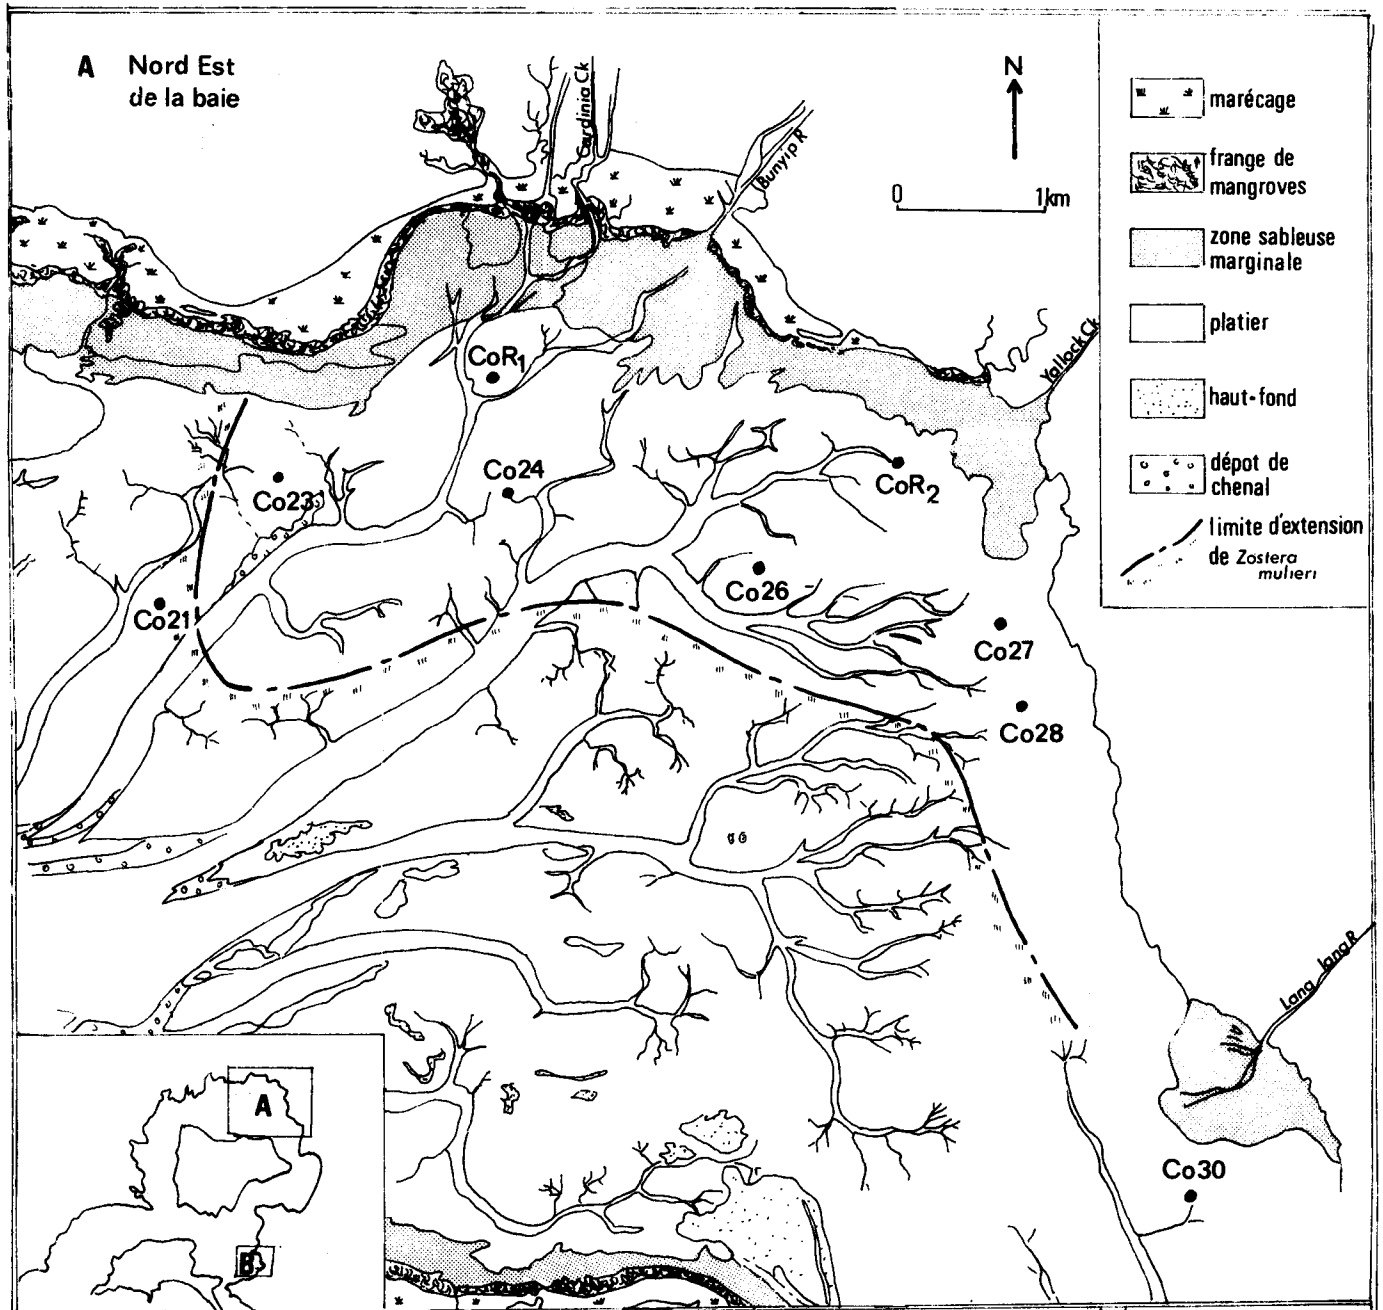 A Nord Est
de la baie
Cardinia Ck
Bunyip R
N
0 1km
Yallock Ck
marécage
frange de
mangroves
zone sableuse
marginale
platier
haut-fond
dépot de
chenal
limite d'extension
de Zostera
mulieri
CoR1
Co23
Co24
CoR2
Co21
Co26
Co27
Co28
Lang lang R
Co30
A
B